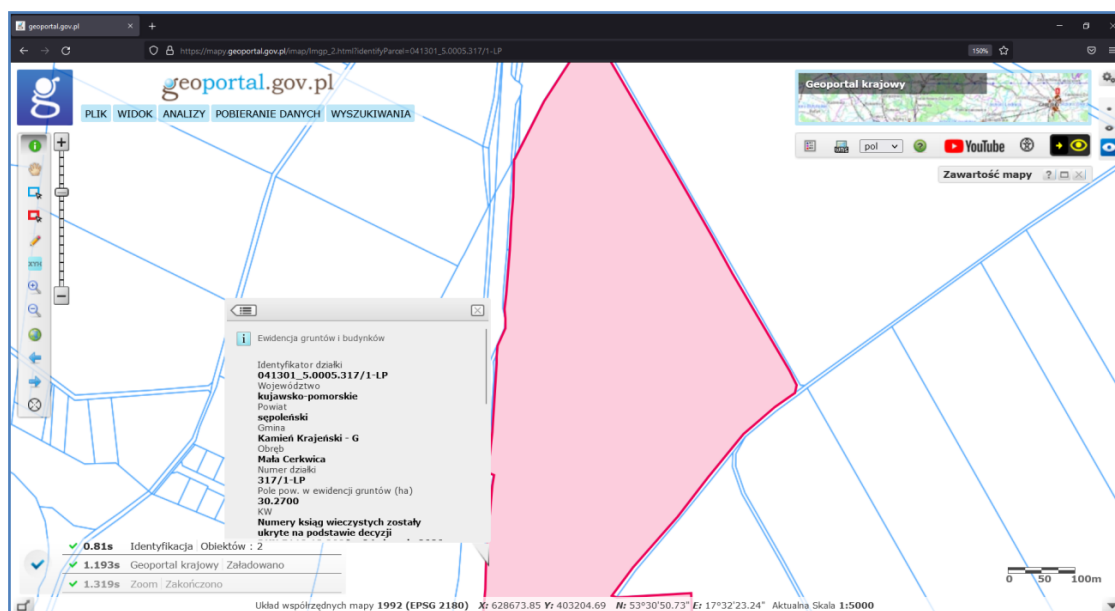 geoportal.gov.pl
https://mapy.geoportal.gov.pl/imap/Imgp_2.html?identifyParcel=041301_5.0005.317/1-LP
150%
geoportal.gov.pl
PLIK WIDOK ANALIZY POBIERANIE DANYCH WYSZUKIWANIA
Geoportal krajowy
pol
YouTube
Zawartość mapy
Ewidencja gruntów i budynków
Identyfikator działki
041301_5.0005.317/1-LP
Województwo
kujawsko-pomorskie
Powiat
sępoleński
Gmina
Kamień Krajeński - G
Obręb
Mała Cerkwica
Numer działki
317/1-LP
Pole pow. w ewidencji gruntów (ha)
30.2700
KW
Numery ksiąg wieczystych zostały
ukryte na podstawie decyzji
0.81s Identyfikacja Obiektów : 2
1.193s Geoportal krajowy Załadowano
1.319s Zoom Zakończono
0 50 100m
Układ współrzędnych mapy 1992 (EPSG 2180) X: 628673.85 Y: 403204.69 N: 53°30'50.73" E: 17°32'23.24" Aktualna Skala 1:5000